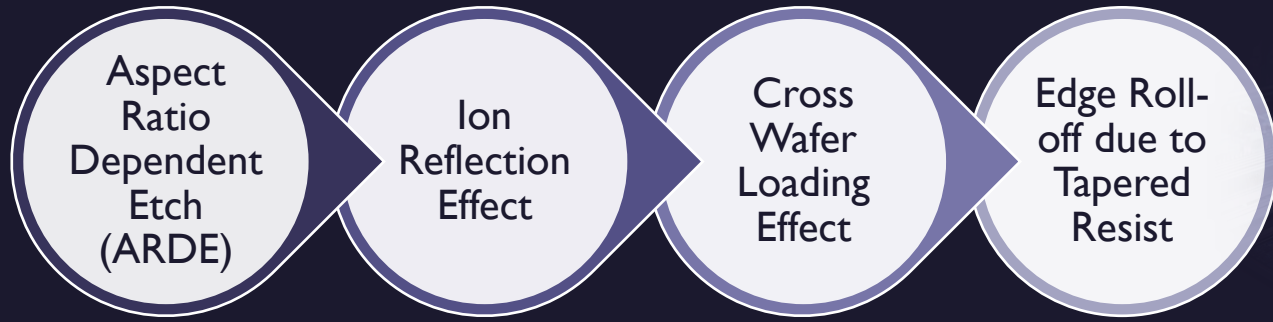 Aspect
Ratio
Dependent
Etch
(ARDE)
Ion
Reflection
Effect
Cross
Wafer
Loading
Effect
Edge Roll-
off due to
Tapered
Resist